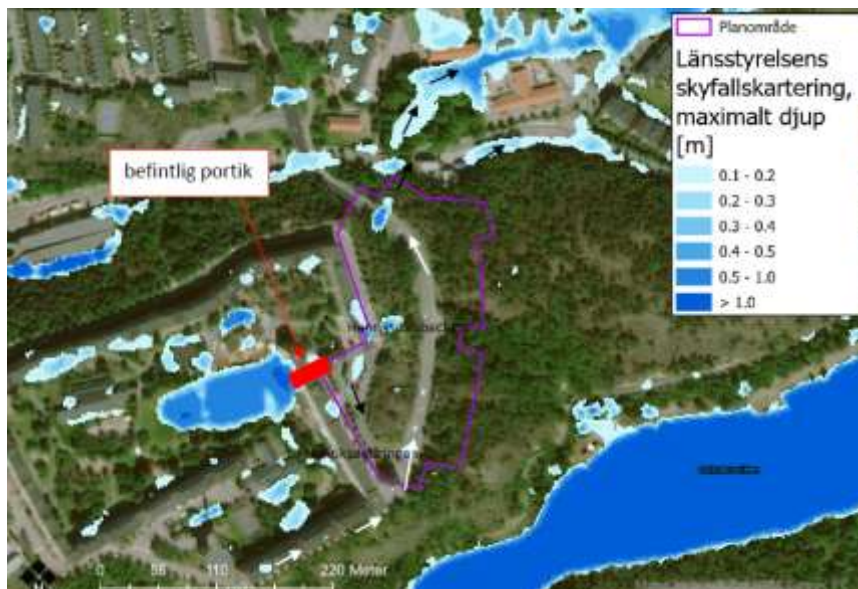 Planområde
Länsstyrelsens
skyfallskartering,
maximalt djup
[m]
0.1 - 0.2
0.2 - 0.3
0.3 - 0.4
0.4 - 0.5
0.5 - 1.0
> 1.0
befintlig portik
0
110
220 Meter